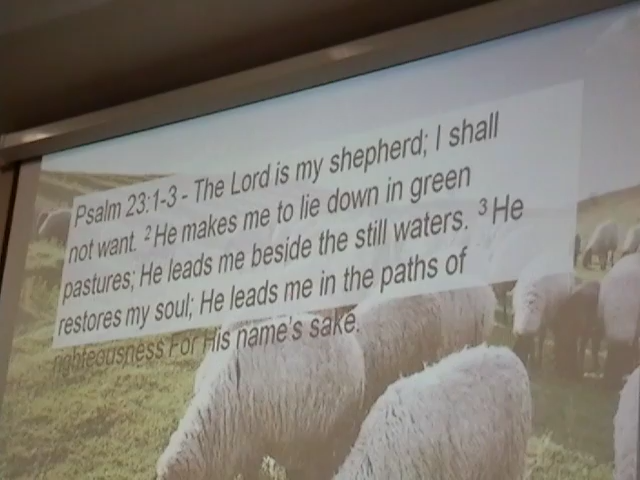 Psalm 23:1-3 - The Lord is my shepherd; I shall
not want. ² He makes me to lie down in green
pastures; He leads me beside the still waters. ³ He
restores my soul; He leads me in the paths of
righteousness For His name's sake.